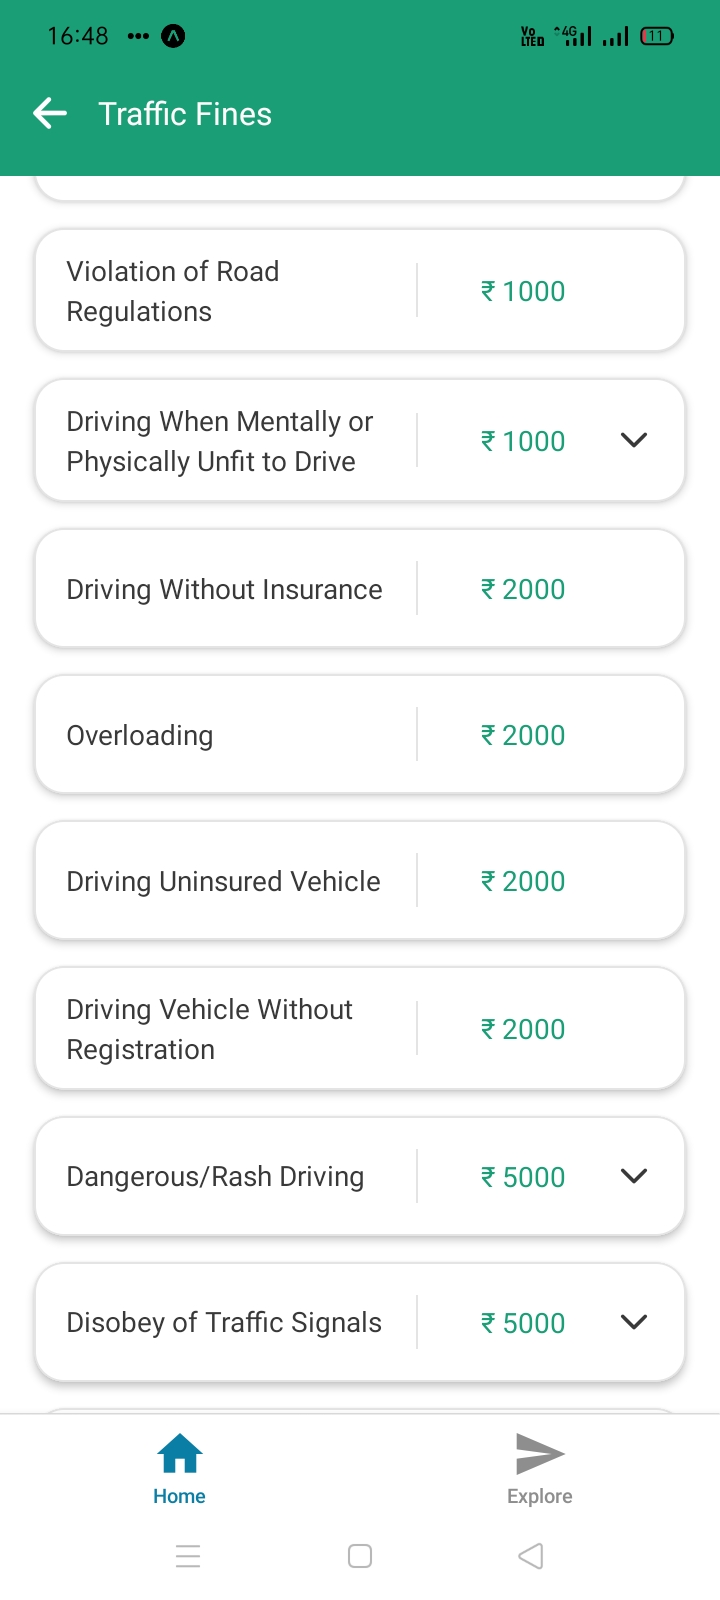 16:48
Vo LTED 4G 11
Traffic Fines
Violation of Road
Regulations
₹ 1000
Driving When Mentally or
Physically Unfit to Drive
₹ 1000
Driving Without Insurance
₹ 2000
Overloading
₹ 2000
Driving Uninsured Vehicle
₹ 2000
Driving Vehicle Without
Registration
₹ 2000
Dangerous/Rash Driving
₹ 5000
Disobey of Traffic Signals
₹ 5000
Home
Explore